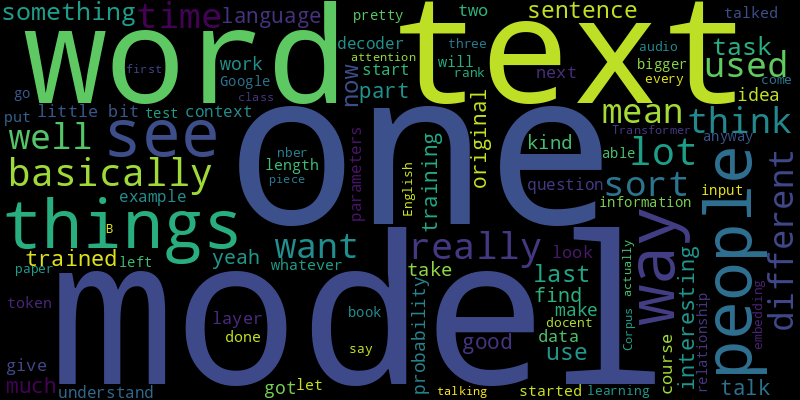 something
time
language
pretty
two
sentence
talked
word
text
decoder
three
audio
task
attention
will
bigger
used
first
work
Google
start
rank
next
every
come
go
class
now
part
idea
put
little bit
test
context
original
mean
think
well
see
one
kind
Transformer
anyway
basically
nber
length
piece
parameters
English
training
able
lot
question
sort
input
people
different
example
information
things
B
want
really
way
look
yeah
whatever
trained
left
take
last
actually
interesting
relationship
embedding
paper
token
model
layer
done
book
say
probability
good
find
make
docent
data
use
Corpus
course
give
much
understand
got
let
talking
started
learning
talk